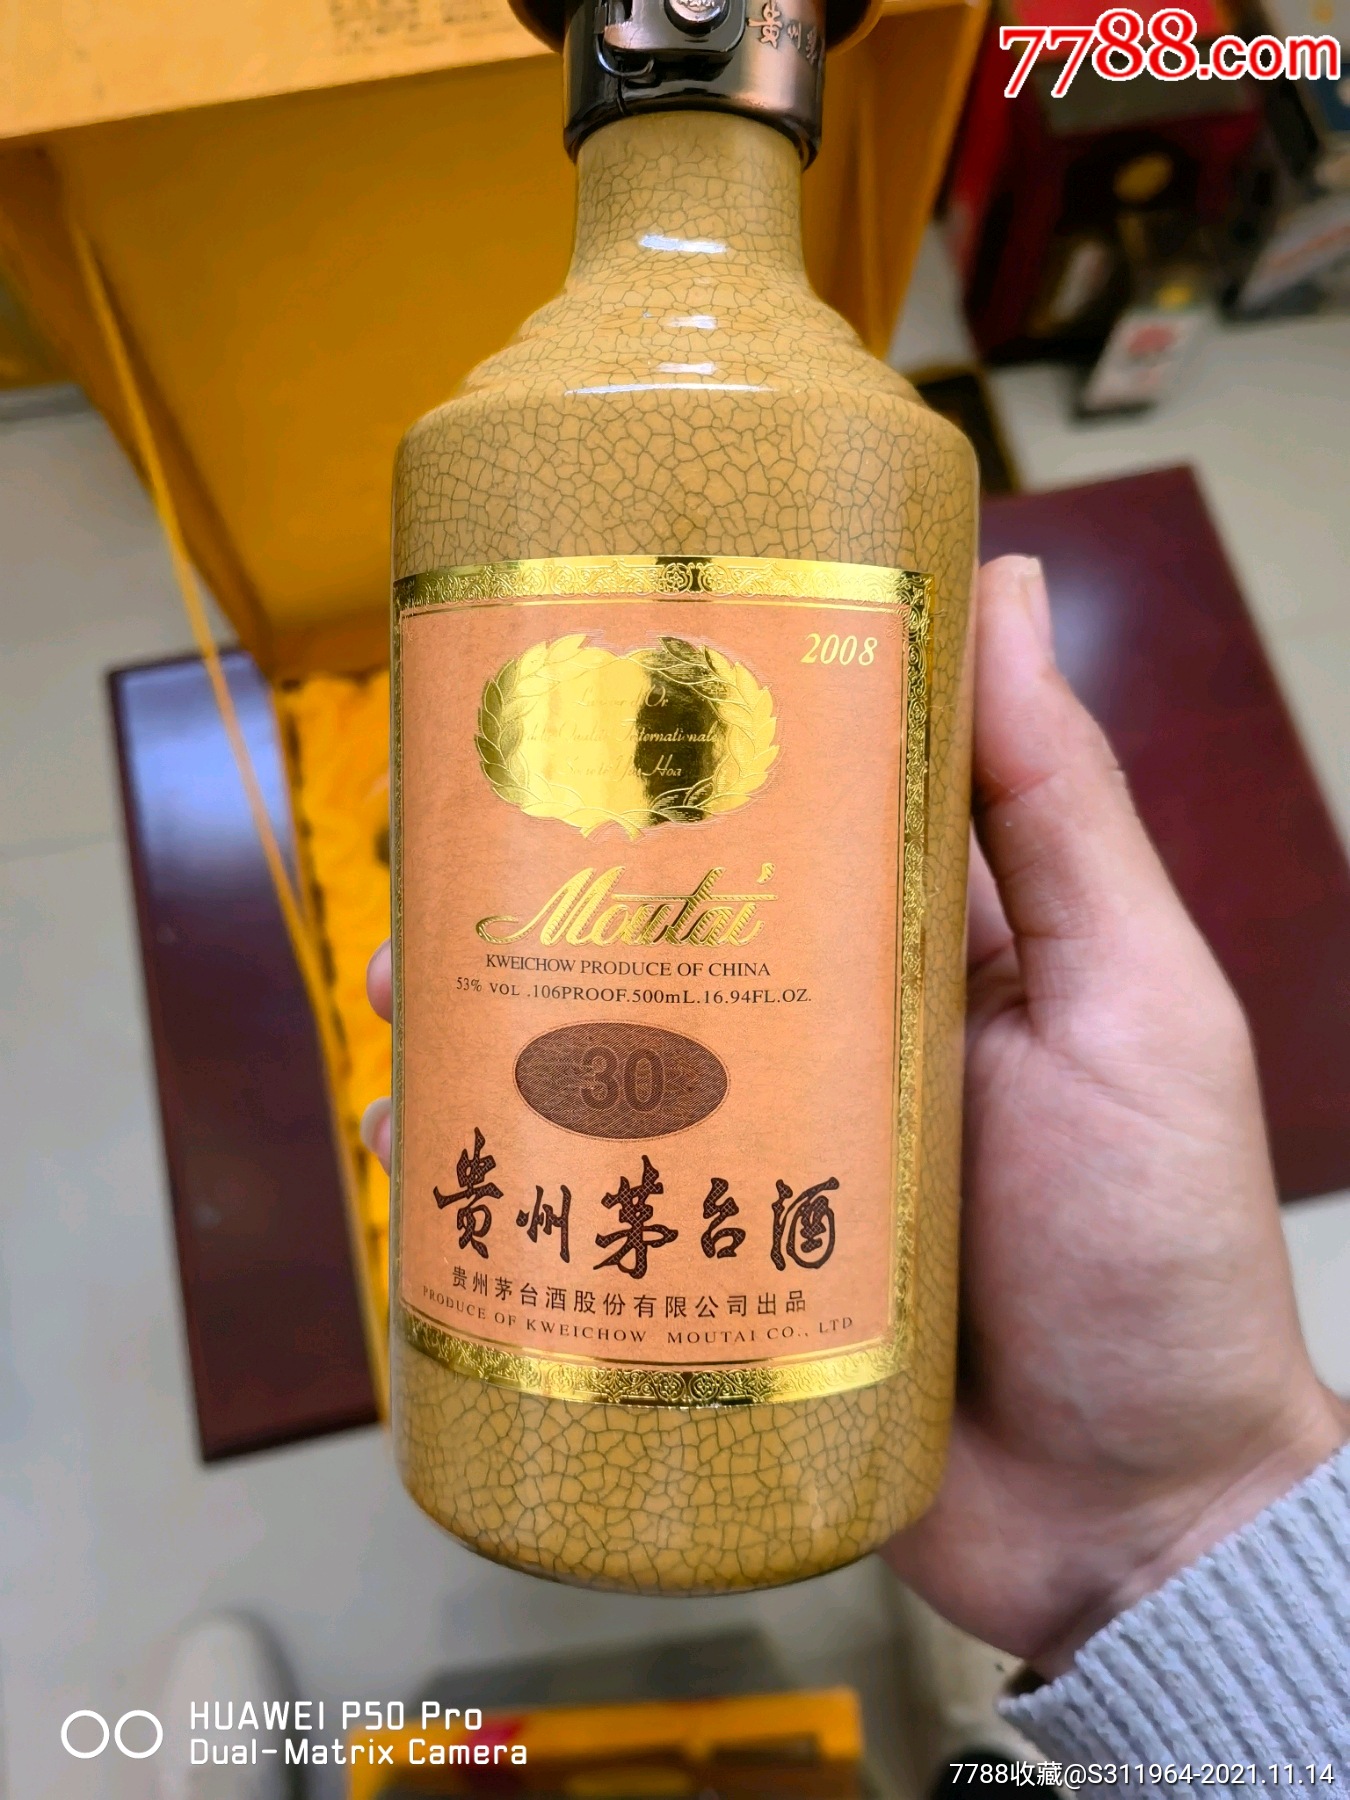 7788.com
贵州
2008
Moutai
KWEICHOW PRODUCE OF CHINA
53% VOL .106PROOF.500mL.16.94FL.OZ.
30
贵州茅台酒
贵州茅台酒股份有限公司出品
PRODUCE OF KWEICHOW MOUTAI CO., LTD
HUAWEI P50 Pro
Dual-Matrix Camera
7788收藏@S311964-2021.11.14